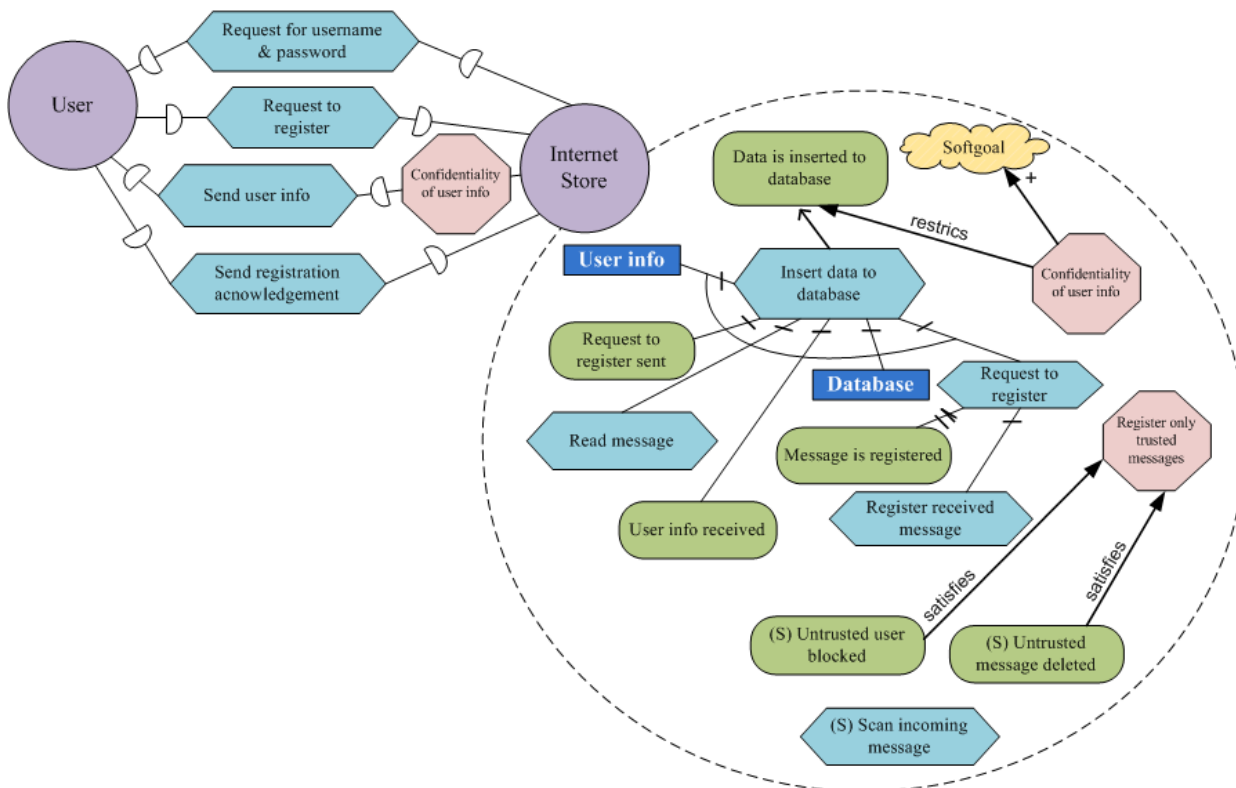 Request for username
& password
User
Request to
register
Internet
Store
Confidentiality
of user info
Send user info
Send registration
acnowledgement
Data is inserted to
database
Softgoal
+
restrics
User info
Insert data to
database
Confidentiality
of user info
Request to
register sent
Database
Request to
register
Read message
Message is registered
Register only
trusted
messages
User info received
Register received
message
satisfies
satisfies
(S) Untrusted user
blocked
(S) Untrusted
message deleted
(S) Scan incoming
message